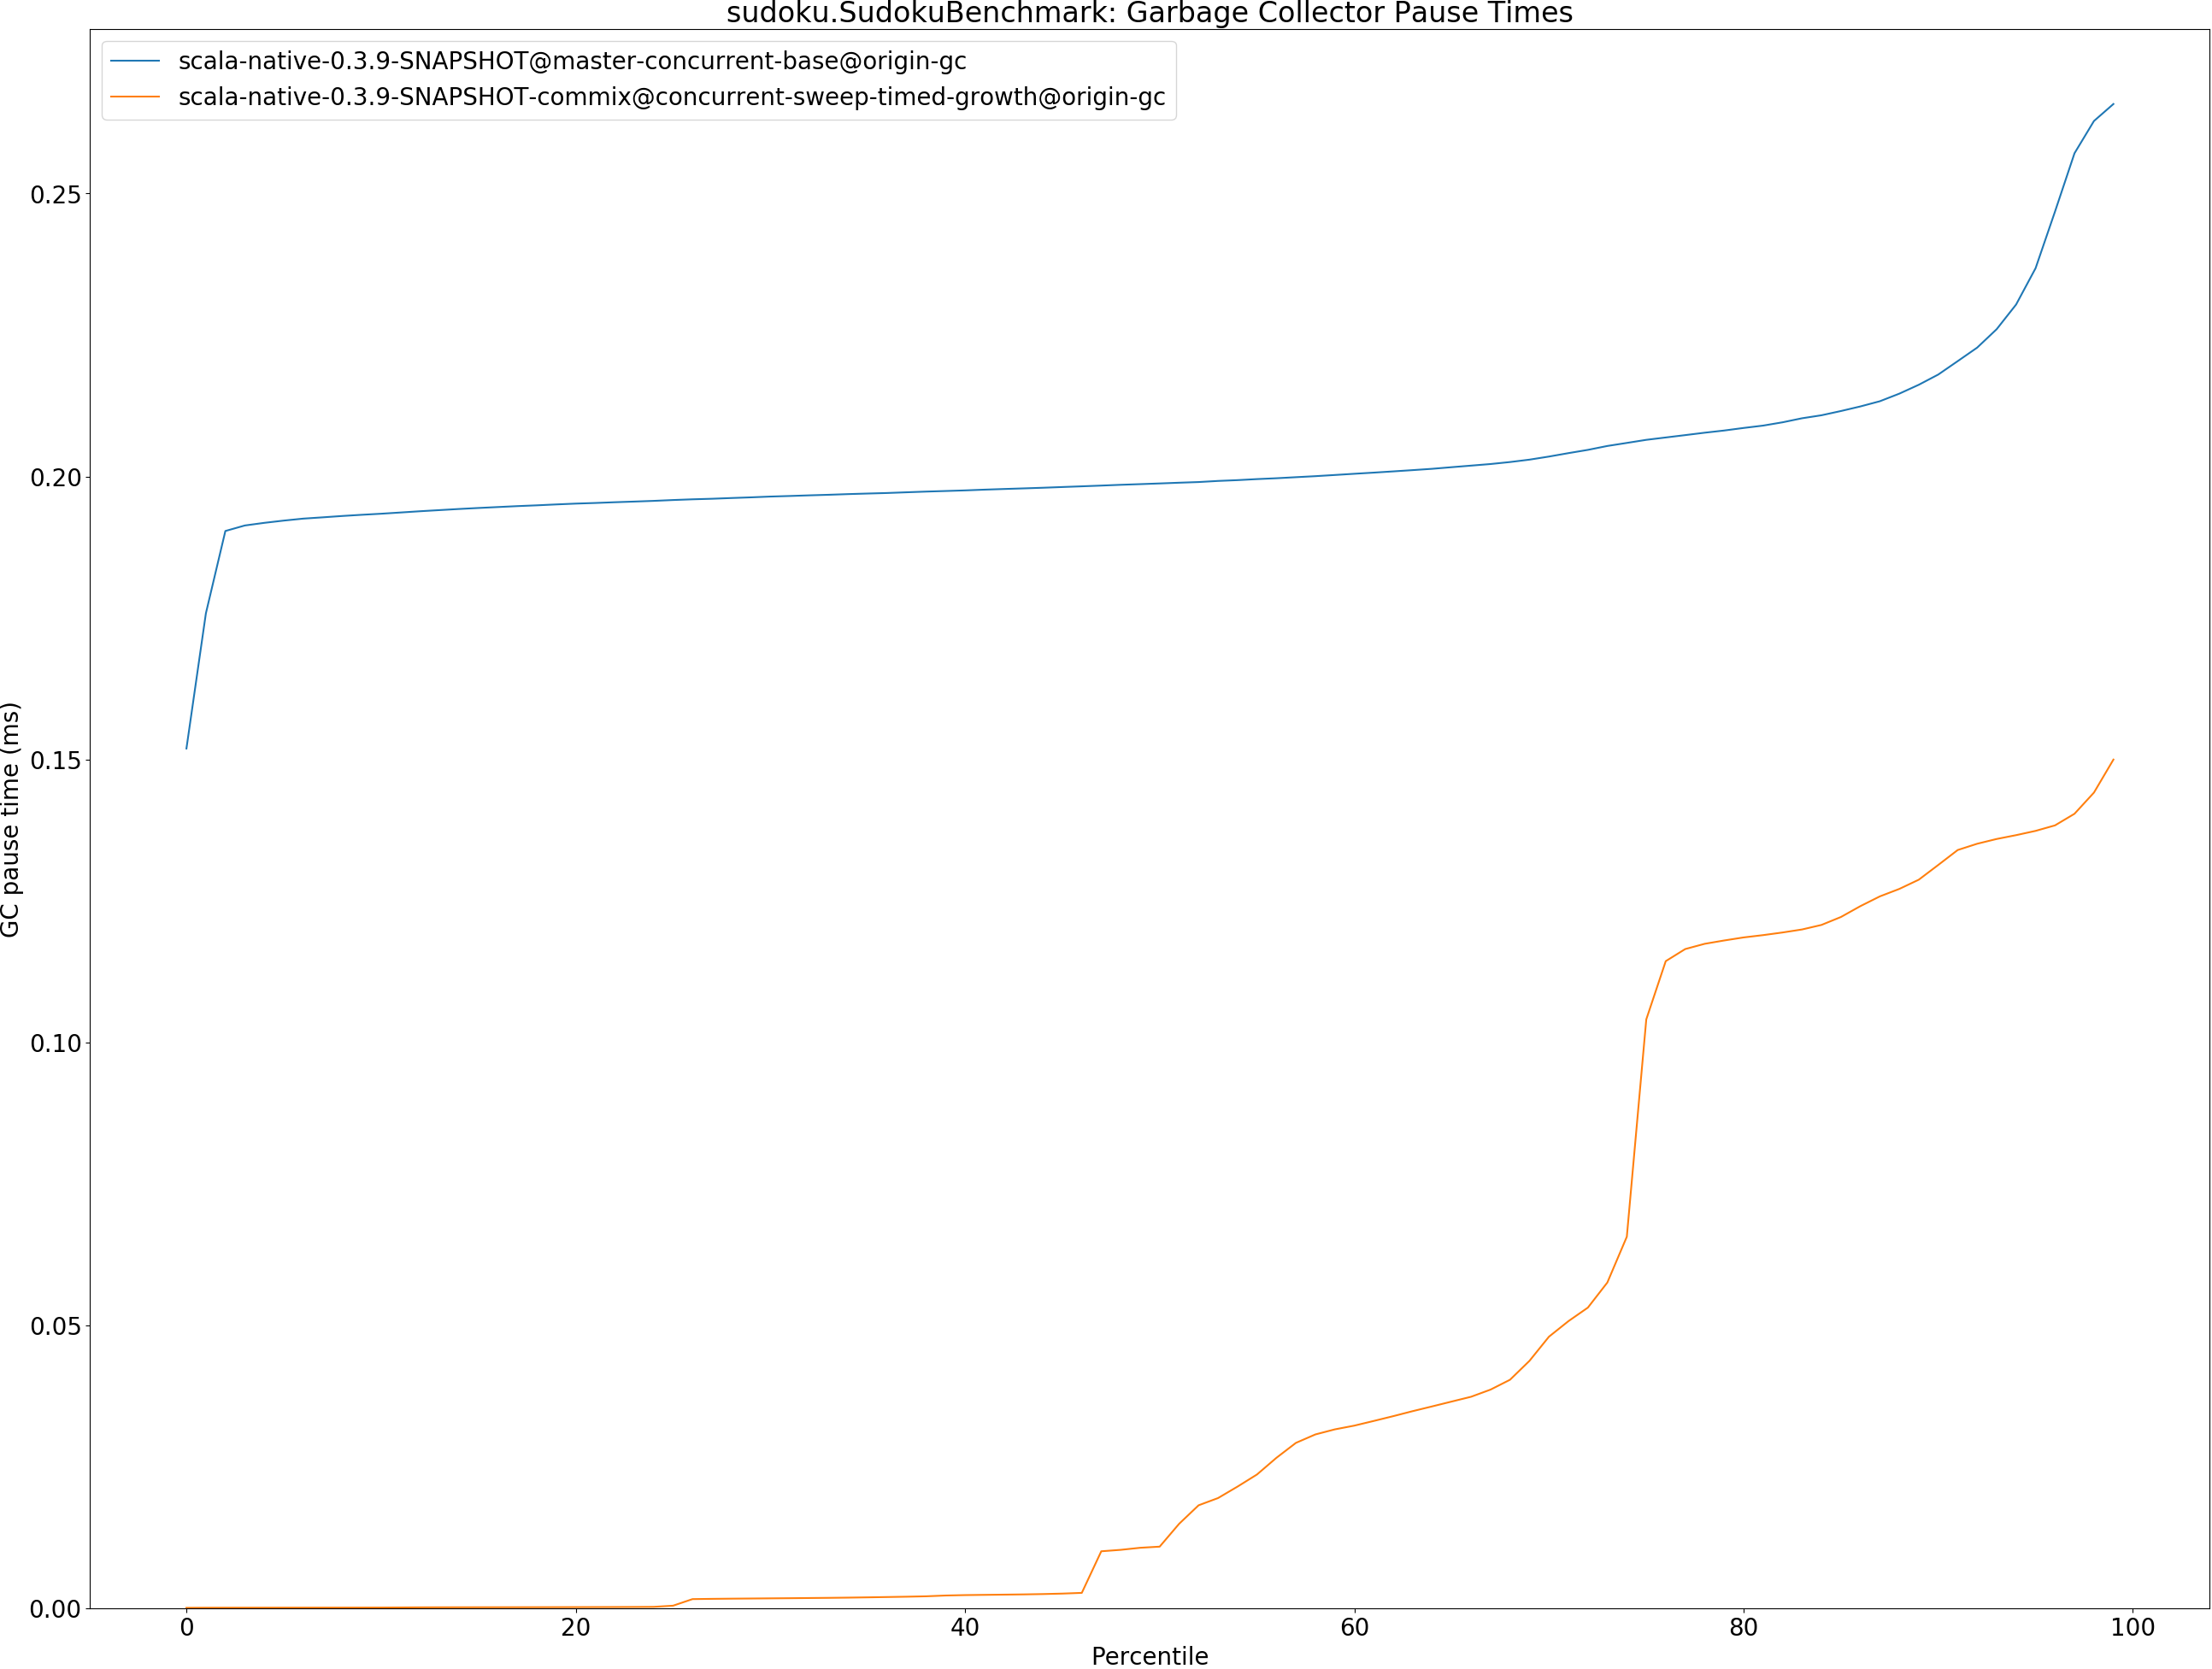 sudoku.SudokuBenchmark: Garbage Collector Pause Times
scala-native-0.3.9-SNAPSHOT@master-concurrent-base@origin-gc
scala-native-0.3.9-SNAPSHOT-commix@concurrent-sweep-timed-growth@origin-gc
GC pause time (ms)
0.25
0.20
0.15
0.10
0.05
0.00
0 20 40 60 80 100
Percentile